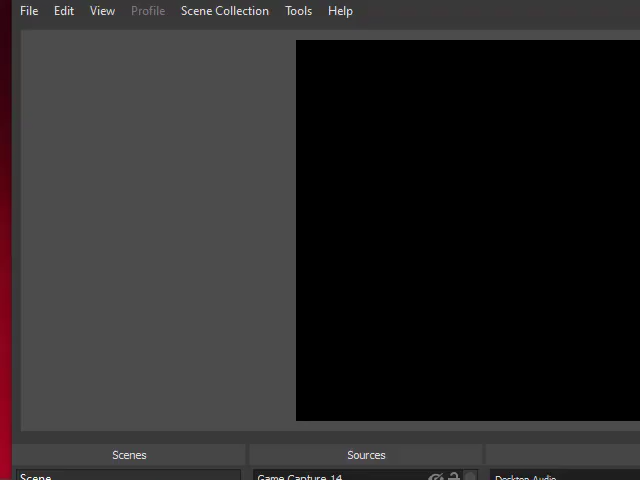 File Edit View Profile Scene Collection Tools Help
Scenes Sources
Scene Game Capture 14 Desktop Audio